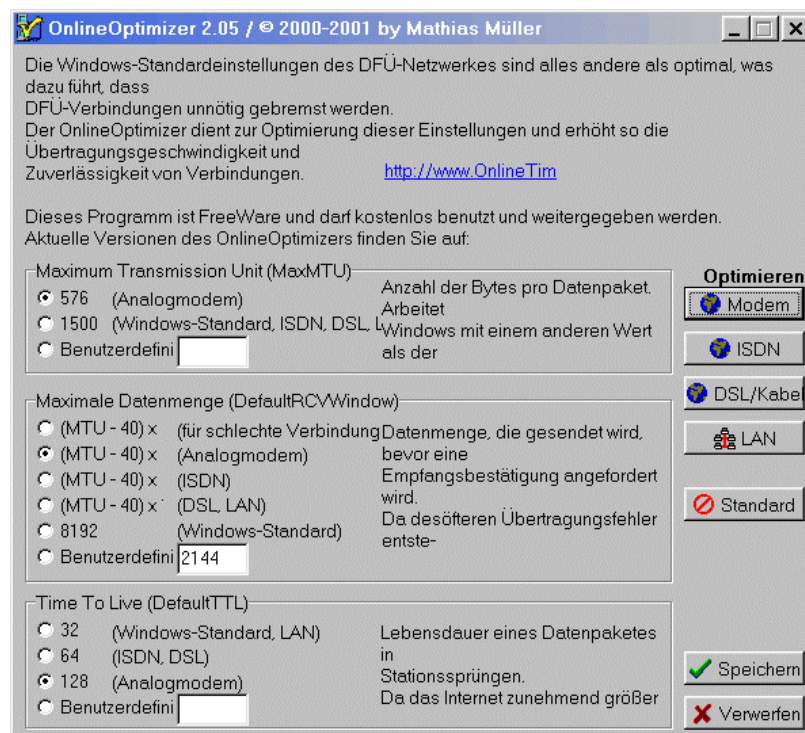 OnlineOptimizer 2.05 / © 2000-2001 by Mathias Müller
Die Windows-Standardeinstellungen des DFÜ-Netzwerkes sind alles andere als optimal, was
dazu führt, dass
DFÜ-Verbindungen unnötig gebremst werden.
Der OnlineOptimizer dient zur Optimierung dieser Einstellungen und erhöht so die
Übertragungsgeschwindigkeit und
Zuverlässigkeit von Verbindungen. http://www.OnlineTim
Dieses Programm ist FreeWare und darf kostenlos benutzt und weitergegeben werden.
Aktuelle Versionen des OnlineOptimizers finden Sie auf:
Maximum Transmission Unit (MaxMTU)
576 (Analogmodem)
1500 (Windows-Standard, ISDN, DSL, L
Benutzerdefini
Anzahl der Bytes pro Datenpaket.
Arbeitet
Windows mit einem anderen Wert
als der
Maximale Datenmenge (DefaultRCVWindow)
(MTU - 40) x (für schlechte Verbindung
(MTU - 40) x (Analogmodem)
(MTU - 40) x (ISDN)
(MTU - 40) x (DSL, LAN)
8192 (Windows-Standard)
Benutzerdefini 2144
Datenmenge, die gesendet wird,
bevor eine
Empfangsbestätigung angefordert
wird.
Da desöfteren Übertragungsfehler
entste-
Time To Live (DefaultTTL)
32 (Windows-Standard, LAN)
64 (ISDN, DSL)
128 (Analogmodem)
Benutzerdefini
Lebensdauer eines Datenpaketes
in
Stationssprüngen.
Da das Internet zunehmend größer
Optimieren
Modem
ISDN
DSL/Kabel
LAN
Standard
Speichern
Verwerfen